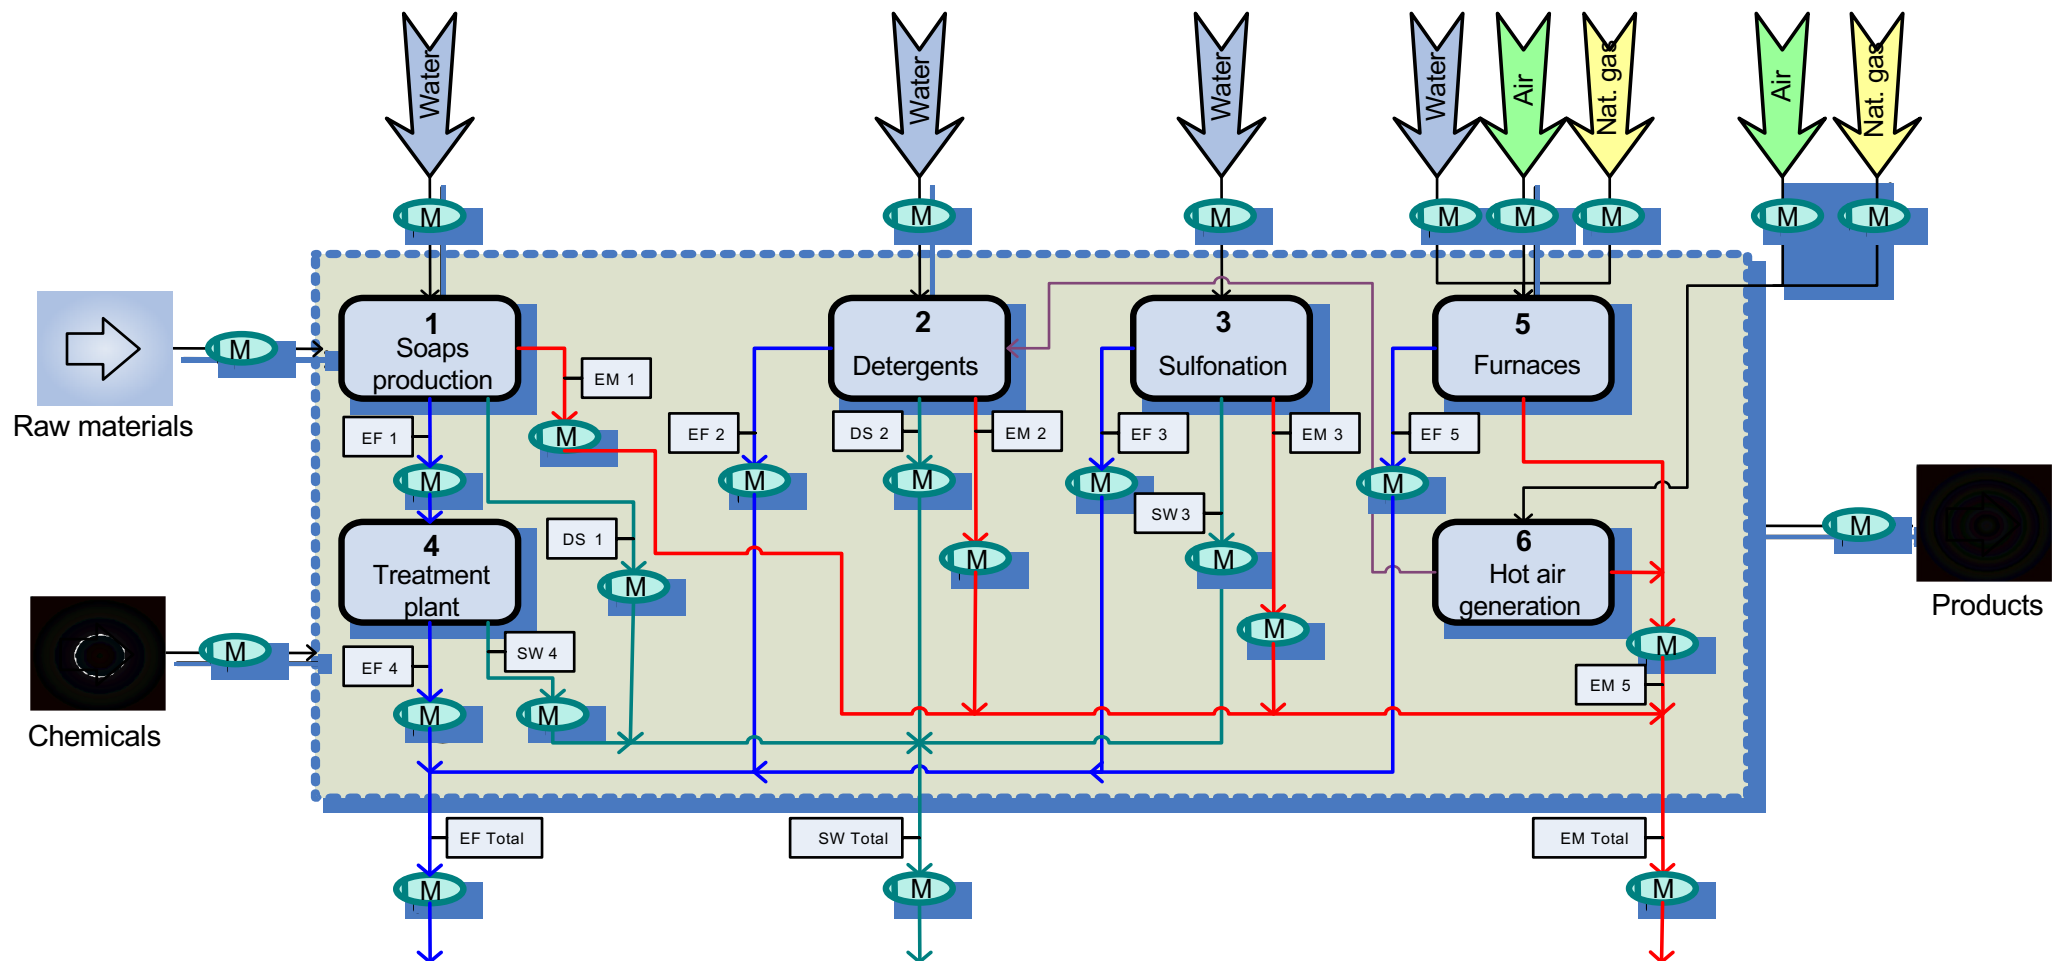 Water
Water
Water
Water
Air
Nat. gas
Air
Nat. gas
M
M
M
M
M
M
M
M
M
Raw materials
1
Soaps
production
2
Detergents
3
Sulfonation
5
Furnaces
EM 1
EF 1
M
EF 2
DS 2
EM 2
EF 3
EM 3
EF 5
M
M
M
M
M
SW 3
M
Products
4
Treatment
plant
DS 1
M
M
M
6
Hot air
generation
M
Chemicals
EF 4
SW 4
M
M
EM 5
M
M
EF Total
SW Total
EM Total
M
M
M